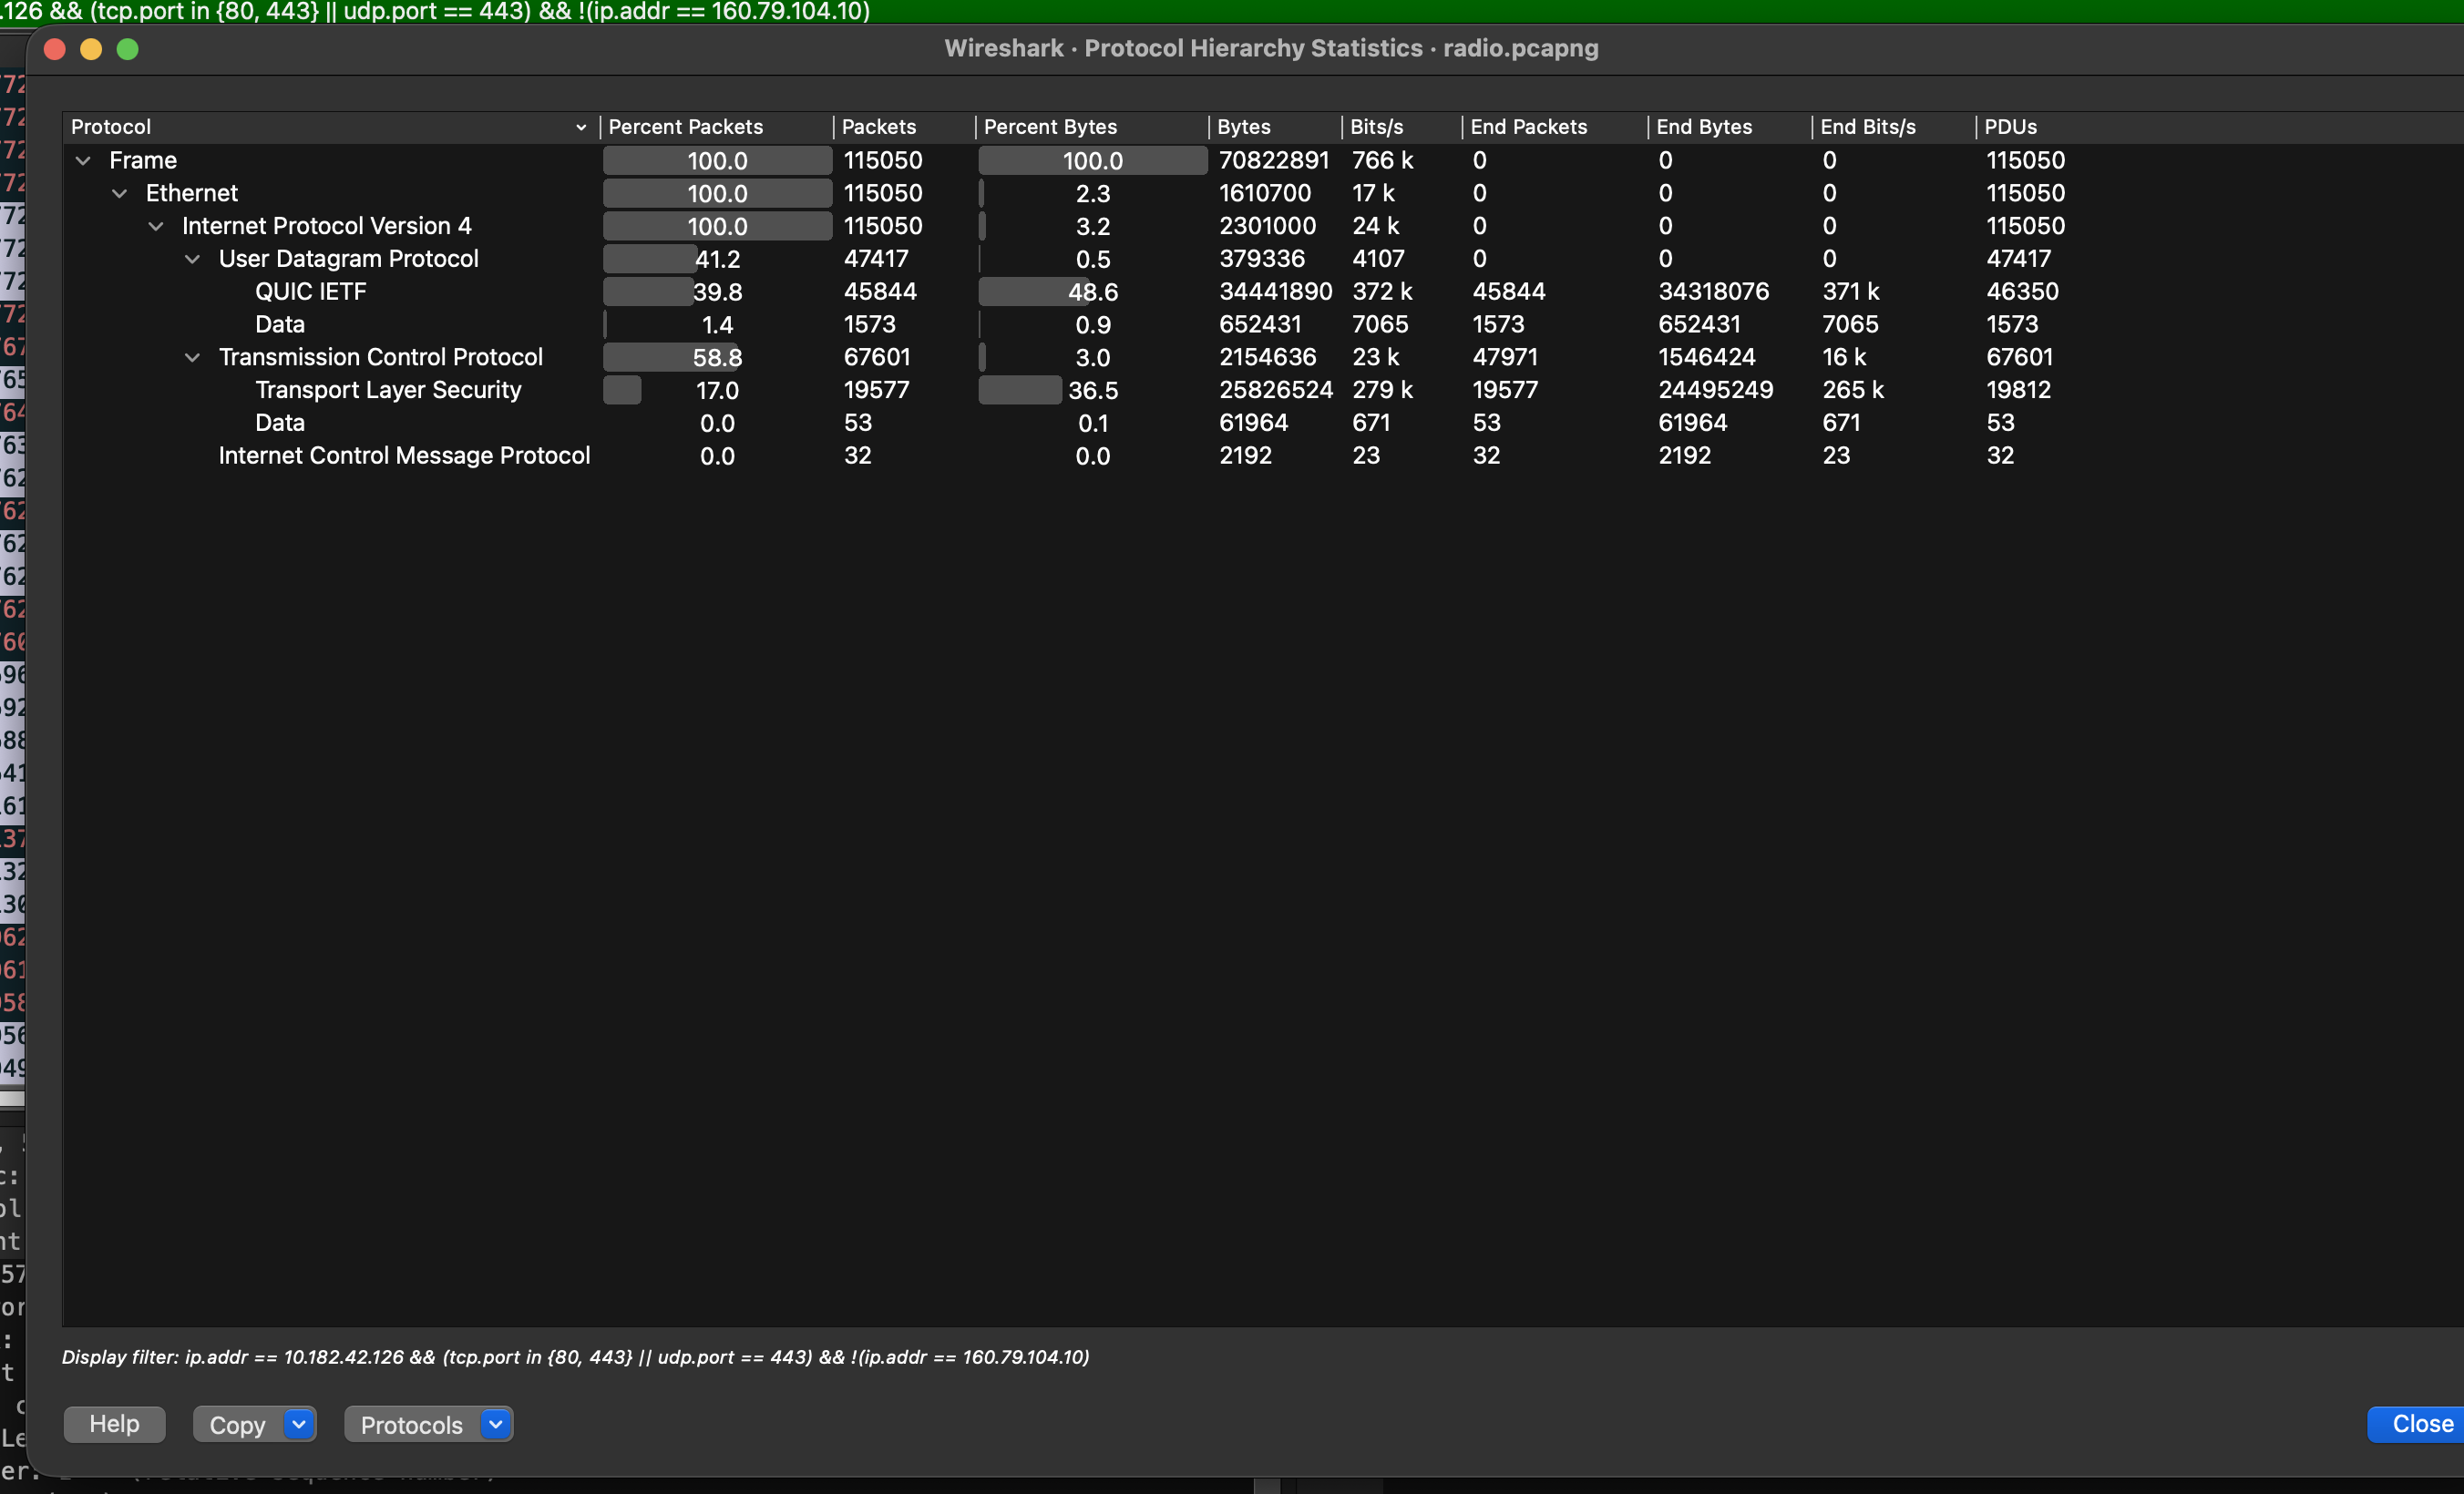 .126 && (tcp.port in {80, 443} || udp.port == 443) && !(ip.addr == 160.79.104.10)
Wireshark · Protocol Hierarchy Statistics · radio.pcapng
Protocol Percent Packets Packets Percent Bytes Bytes Bits/s End Packets End Bytes End Bits/s PDUs
Frame 100.0 115050 100.0 70822891 766 k 0 0 0 115050
Ethernet 100.0 115050 2.3 1610700 17 k 0 0 0 115050
Internet Protocol Version 4 100.0 115050 3.2 2301000 24 k 0 0 0 115050
User Datagram Protocol 41.2 47417 0.5 379336 4107 0 0 0 47417
QUIC IETF 39.8 45844 48.6 34441890 372 k 45844 34318076 371 k 46350
Data 1.4 1573 0.9 652431 7065 1573 652431 7065 1573
Transmission Control Protocol 58.8 67601 3.0 2154636 23 k 47971 1546424 16 k 67601
Transport Layer Security 17.0 19577 36.5 25826524 279 k 19577 24495249 265 k 19812
Data 0.0 53 0.1 61964 671 53 61964 671 53
Internet Control Message Protocol 0.0 32 0.0 2192 23 32 2192 23 32
Display filter: ip.addr == 10.182.42.126 && (tcp.port in {80, 443} || udp.port == 443) && !(ip.addr == 160.79.104.10)
Help Copy Protocols Close